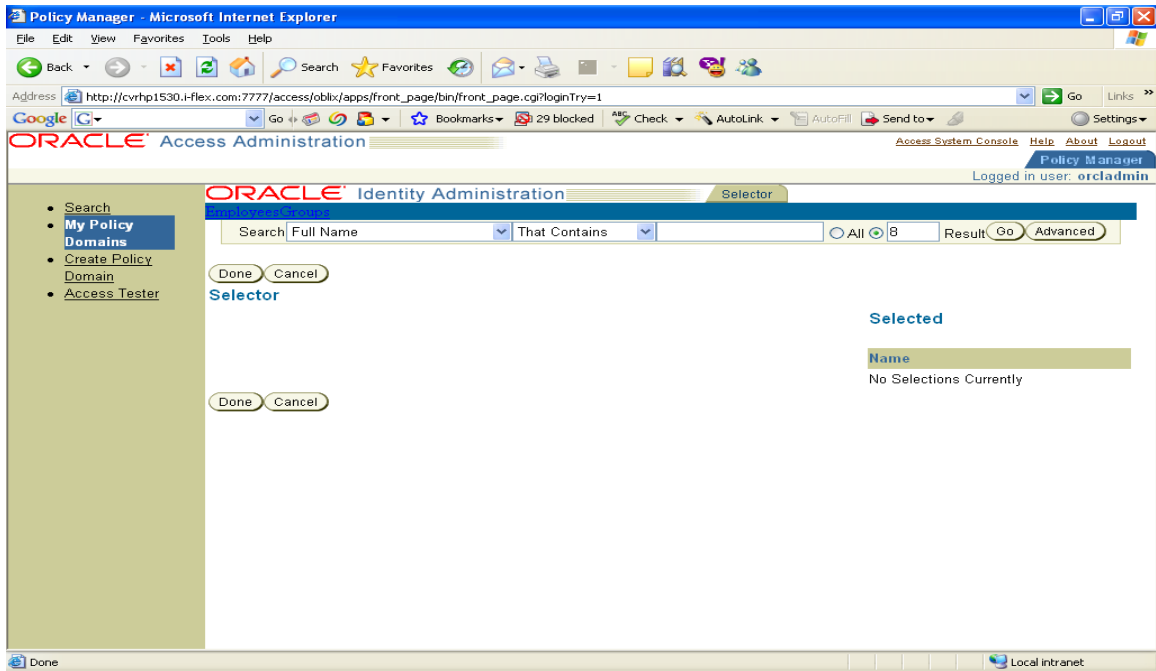 Policy Manager - Microsoft Internet Explorer
File Edit View Favorites Tools Help
Back Search Favorites
Address http://cvrhp1530.i-flex.com:7777/access/oblix/apps/front_page/bin/front_page.cgi?loginTry=1 Go Links »
Google G Go Bookmarks 29 blocked ABC Check AutoLink AutoFill Send to Settings
ORACLE Access Administration Access System Console Help About Logout
Policy Manager
Logged in user: orcladmin
Search
My Policy Domains
Create Policy Domain
Access Tester
ORACLE Identity Administration Selector
EmployeesGroups
Search Full Name That Contains All 8 Result Go Advanced
Done Cancel
Selector
Selected
Name
No Selections Currently
Done Cancel
Done Local intranet